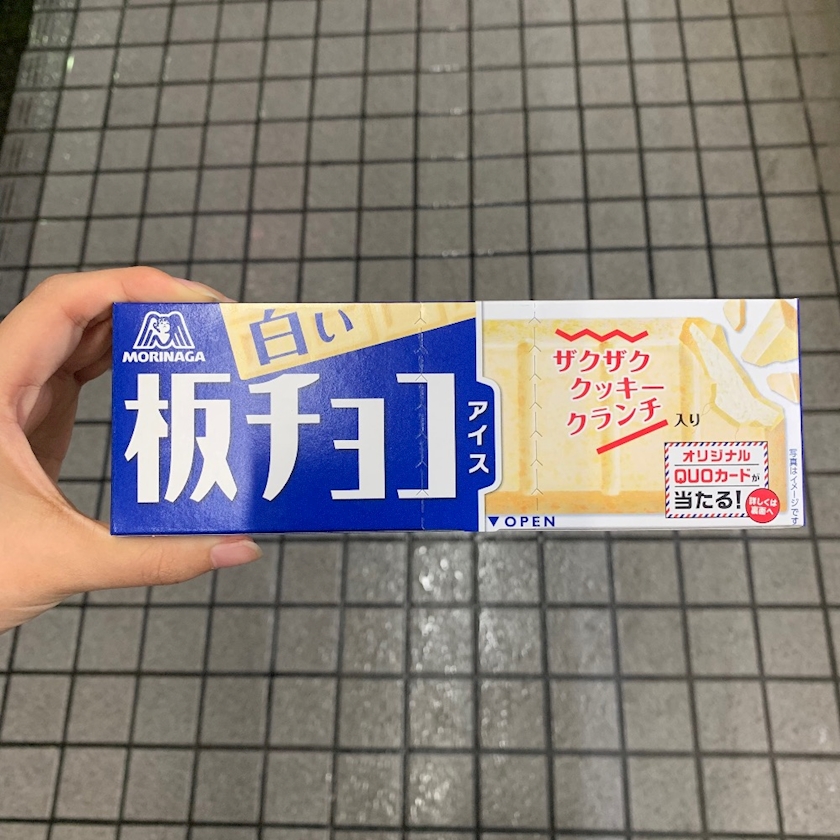 MORINAGA
白い
板チョコ
アイス
ザクザク
クッキー
クランチ
入り
オリジナル
QUOカードが
当たる!
詳しくは
裏面へ
写真はイメージです
▼OPEN